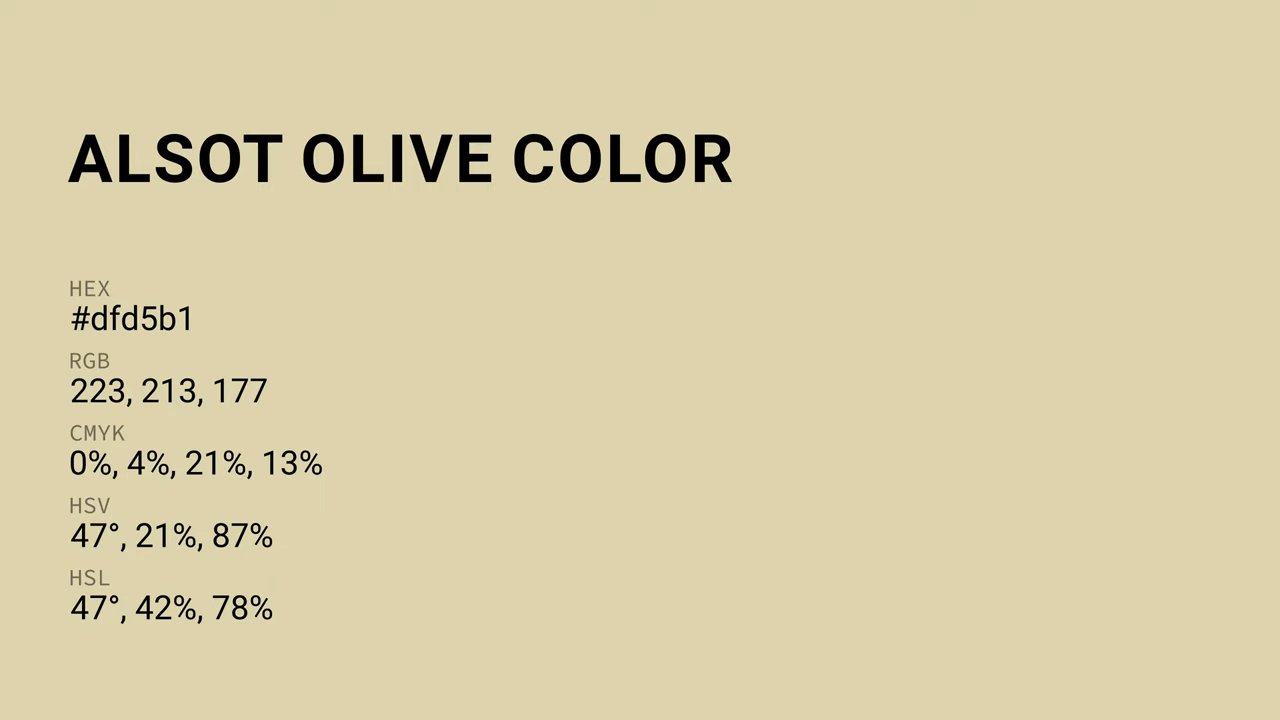 ALSOT OLIVE COLOR
HEX
#dfd5b1
RGB
223, 213, 177
CMYK
0%, 4%, 21%, 13%
HSV
47°, 21%, 87%
HSL
47°, 42%, 78%